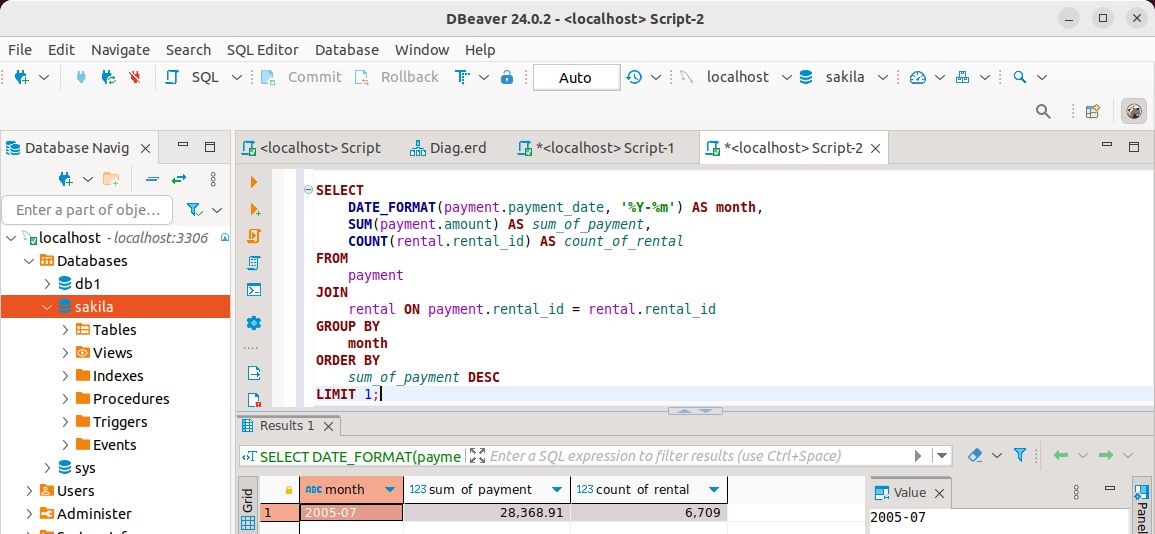 DBeaver 24.0.2 - <localhost> Script-2
File Edit Navigate Search SQL Editor Database Window Help
SQL Commit Rollback Auto localhost sakila
Database Navig
<localhost> Script Diag.erd *<localhost> Script-1 *<localhost> Script-2
Enter a part of obje...
localhost - localhost:3306
Databases
db1
sakila
Tables
Views
Indexes
Procedures
Triggers
Events
sys
Users
Administer
SELECT
DATE_FORMAT(payment.payment_date, '%Y-%m') AS month,
SUM(payment.amount) AS sum_of_payment,
COUNT(rental.rental_id) AS count_of_rental
FROM
payment
JOIN
rental ON payment.rental_id = rental.rental_id
GROUP BY
month
ORDER BY
sum_of_payment DESC
LIMIT 1;
Results 1
SELECT DATE_FORMAT(payme Enter a SQL expression to filter results (use Ctrl+Space)
Grid
ABC month 123 sum of payment 123 count of rental
1 2005-07 28,368.91 6,709
Value
2005-07
Panel